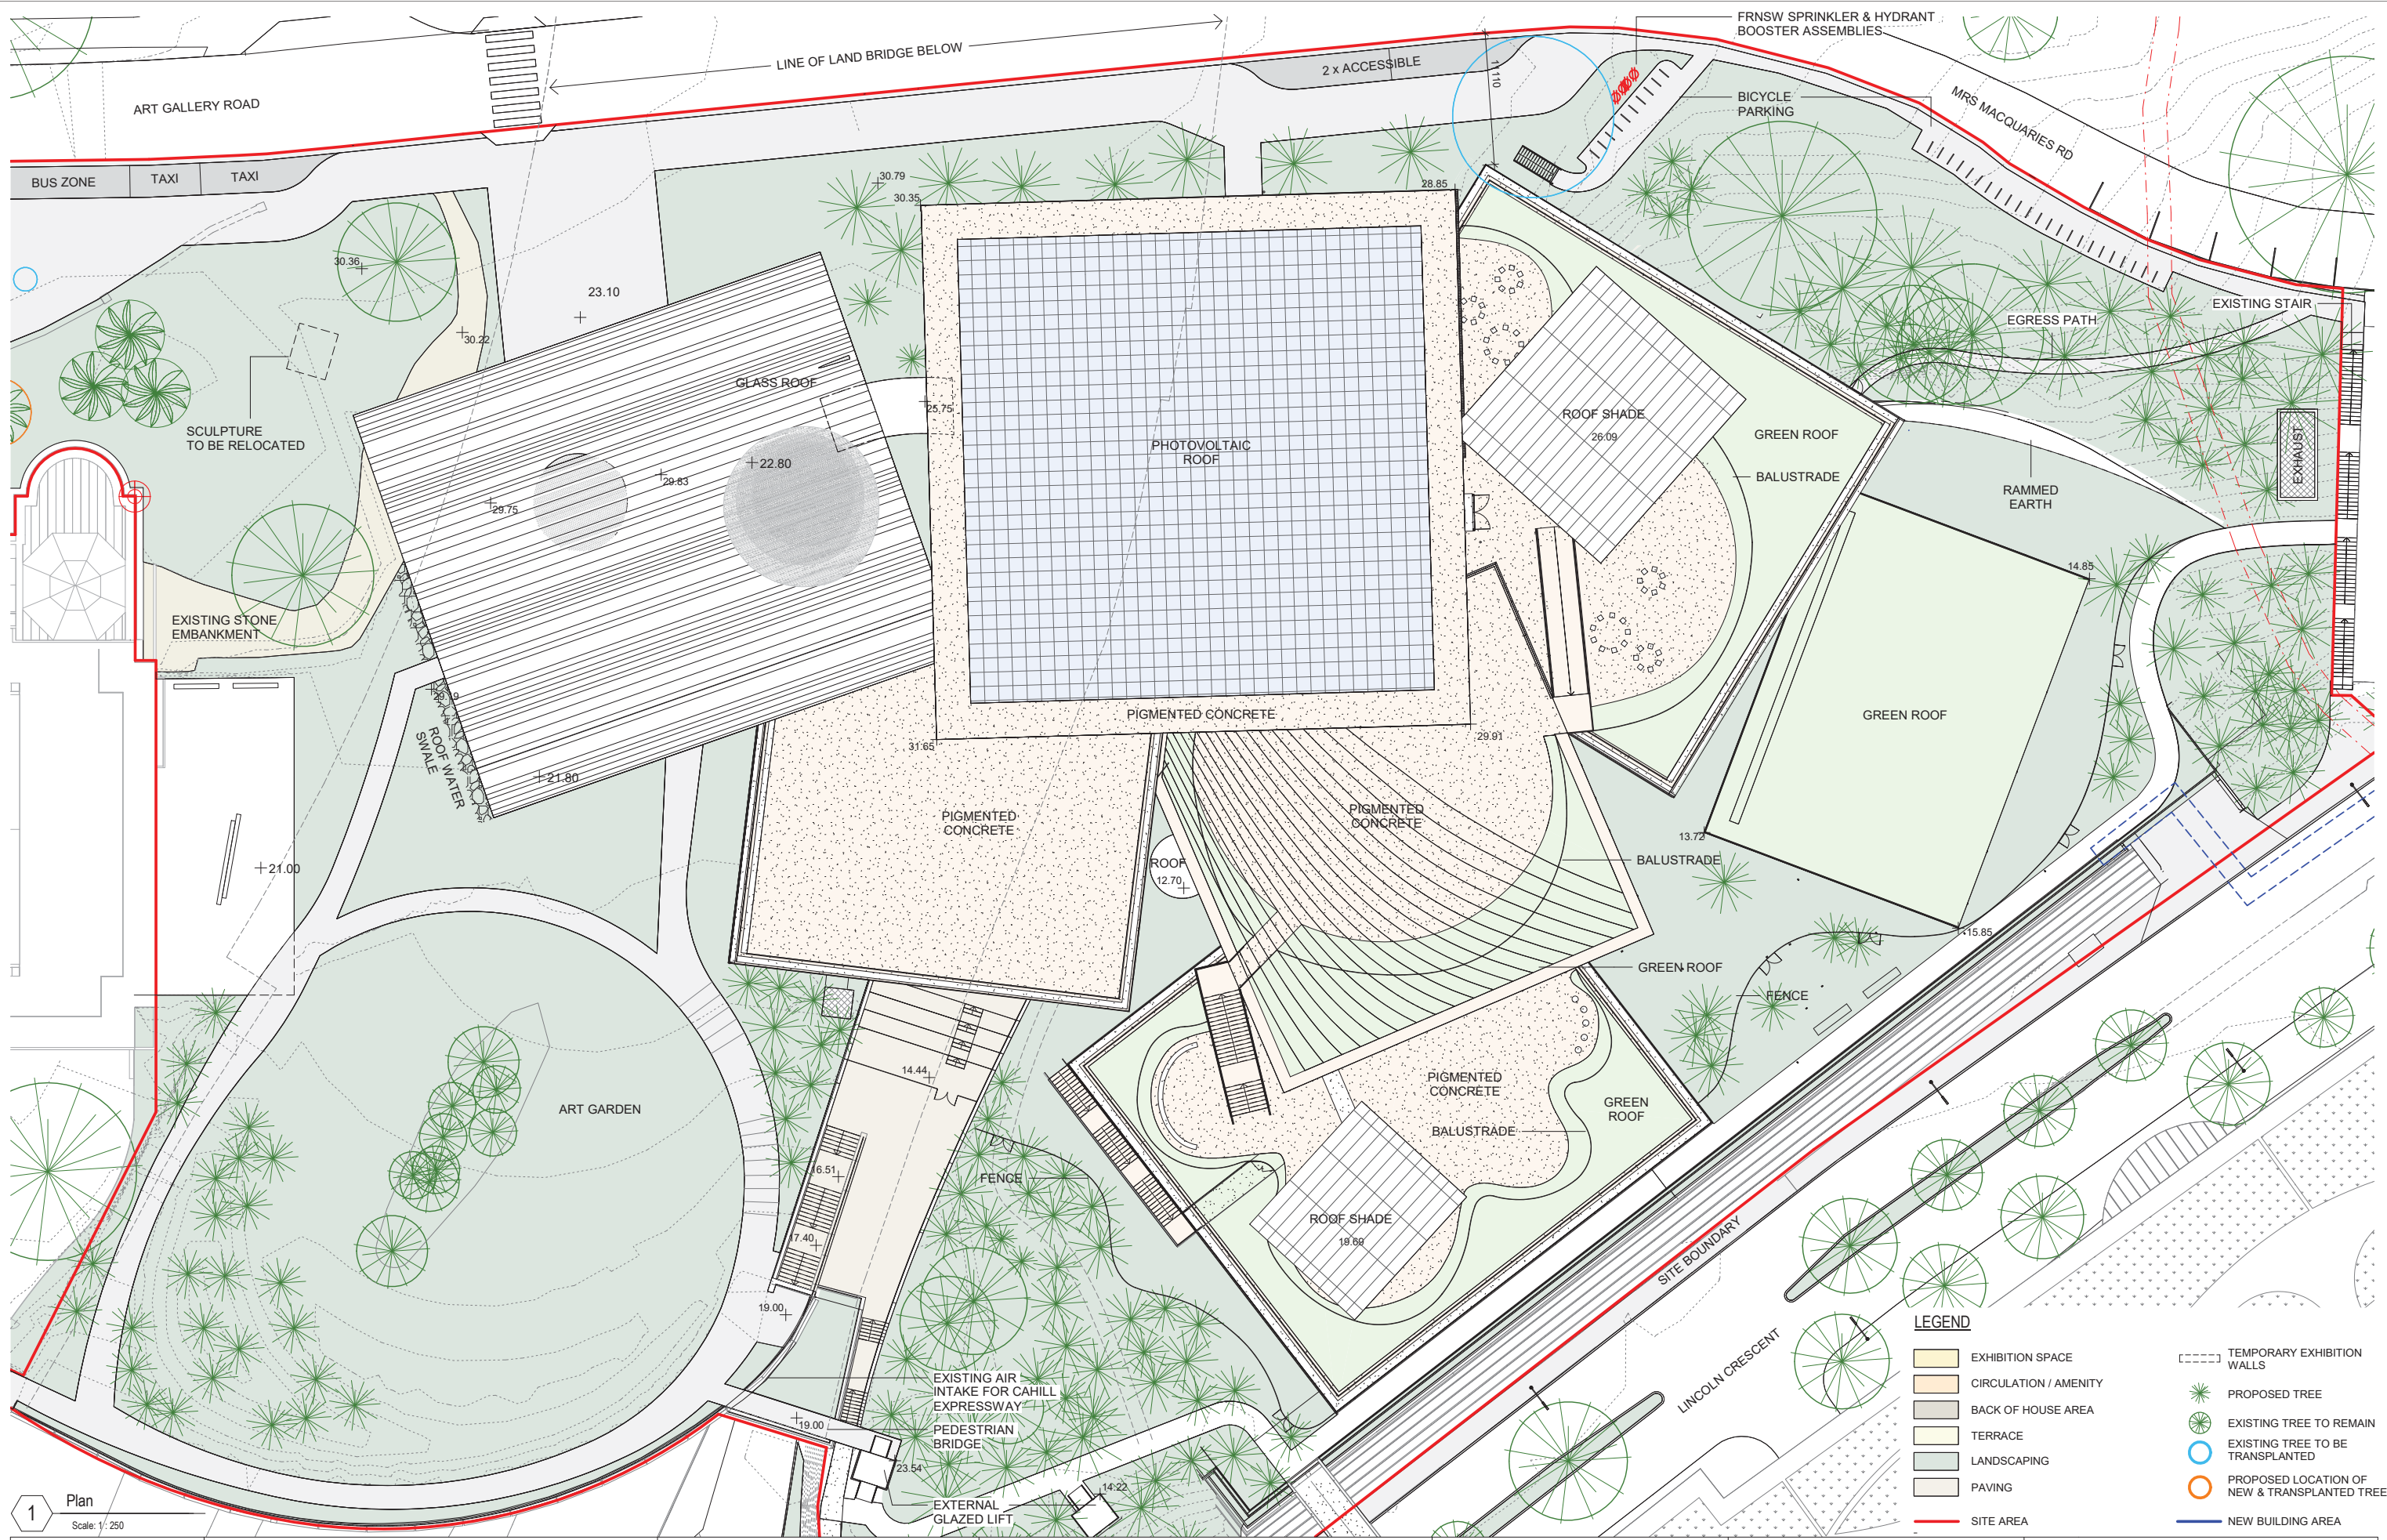 FRNSW SPRINKLER & HYDRANT
BOOSTER ASSEMBLIES
LINE OF LAND BRIDGE BELOW
2 x ACCESSIBLE
11110
ART GALLERY ROAD
BICYCLE
PARKING
MRS MACQUARIES RD
BUS ZONE
TAXI
TAXI
30.79
30.35
28.85
30.36
23.10
30.22
EXISTING STAIR
EGRESS PATH
GLASS ROOF
25.75
SCULPTURE
TO BE RELOCATED
PHOTOVOLTAIC
ROOF
ROOF SHADE
26.09
GREEN ROOF
BALUSTRADE
EXHAUST
22.80
29.83
29.75
RAMMED
EARTH
14.85
EXISTING STONE
EMBANKMENT
29.19
ROOF WATER
SWALE
21.80
PIGMENTED CONCRETE
31.65
29.91
GREEN ROOF
PIGMENTED
CONCRETE
PIGMENTED
CONCRETE
13.72
BALUSTRADE
ROOF
12.70
21.00
15.85
GREEN ROOF
FENCE
14.44
ART GARDEN
PIGMENTED
CONCRETE
GREEN
ROOF
BALUSTRADE
16.51
FENCE
ROOF SHADE
19.69
17.40
SITE BOUNDARY
19.00
LINCOLN CRESCENT
EXISTING AIR
INTAKE FOR CAHILL
EXPRESSWAY
PEDESTRIAN
BRIDGE
19.00
23.54
14.22
EXTERNAL
GLAZED LIFT
LEGEND
EXHIBITION SPACE
CIRCULATION / AMENITY
BACK OF HOUSE AREA
TERRACE
LANDSCAPING
PAVING
SITE AREA
TEMPORARY EXHIBITION
WALLS
PROPOSED TREE
EXISTING TREE TO REMAIN
EXISTING TREE TO BE
TRANSPLANTED
PROPOSED LOCATION OF
NEW & TRANSPLANTED TREE
NEW BUILDING AREA
1
Plan
Scale: 1 : 250